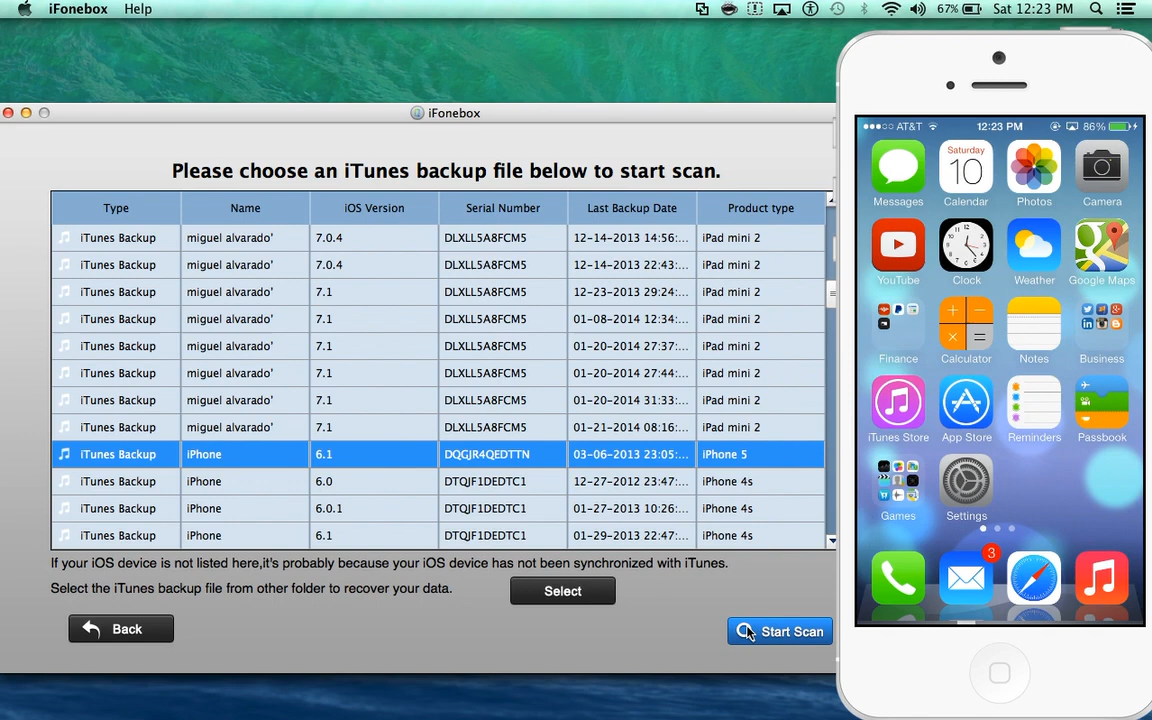 iFonebox Help 67% Sat 12:23 PM
iFonebox
Please choose an iTunes backup file below to start scan.
Type Name iOS Version Serial Number Last Backup Date Product type
iTunes Backup miguel alvarado' 7.0.4 DLXLL5A8FCM5 12-14-2013 14:56:... iPad mini 2
iTunes Backup miguel alvarado' 7.0.4 DLXLL5A8FCM5 12-14-2013 22:43:... iPad mini 2
iTunes Backup miguel alvarado' 7.1 DLXLL5A8FCM5 12-23-2013 29:24:... iPad mini 2
iTunes Backup miguel alvarado' 7.1 DLXLL5A8FCM5 01-08-2014 12:34:... iPad mini 2
iTunes Backup miguel alvarado' 7.1 DLXLL5A8FCM5 01-20-2014 27:37:... iPad mini 2
iTunes Backup miguel alvarado' 7.1 DLXLL5A8FCM5 01-20-2014 27:44:... iPad mini 2
iTunes Backup miguel alvarado' 7.1 DLXLL5A8FCM5 01-20-2014 31:33:... iPad mini 2
iTunes Backup miguel alvarado' 7.1 DLXLL5A8FCM5 01-21-2014 08:16:... iPad mini 2
iTunes Backup iPhone 6.1 DQGJR4QEDTTN 03-06-2013 23:05:... iPhone 5
iTunes Backup iPhone 6.0 DTQJF1DEDTC1 12-27-2012 23:47:... iPhone 4s
iTunes Backup iPhone 6.0.1 DTQJF1DEDTC1 01-27-2013 10:26:... iPhone 4s
iTunes Backup iPhone 6.1 DTQJF1DEDTC1 01-29-2013 22:47:... iPhone 4s
If your iOS device is not listed here,it's probably because your iOS device has not been synchronized with iTunes.
Select the iTunes backup file from other folder to recover your data. Select
Back Start Scan
AT&T 12:23 PM 86%
Saturday
10
Messages Calendar Photos Camera
YouTube Clock Weather Google Maps
Finance Calculator Notes Business
iTunes Store App Store Reminders Passbook
Games Settings
3